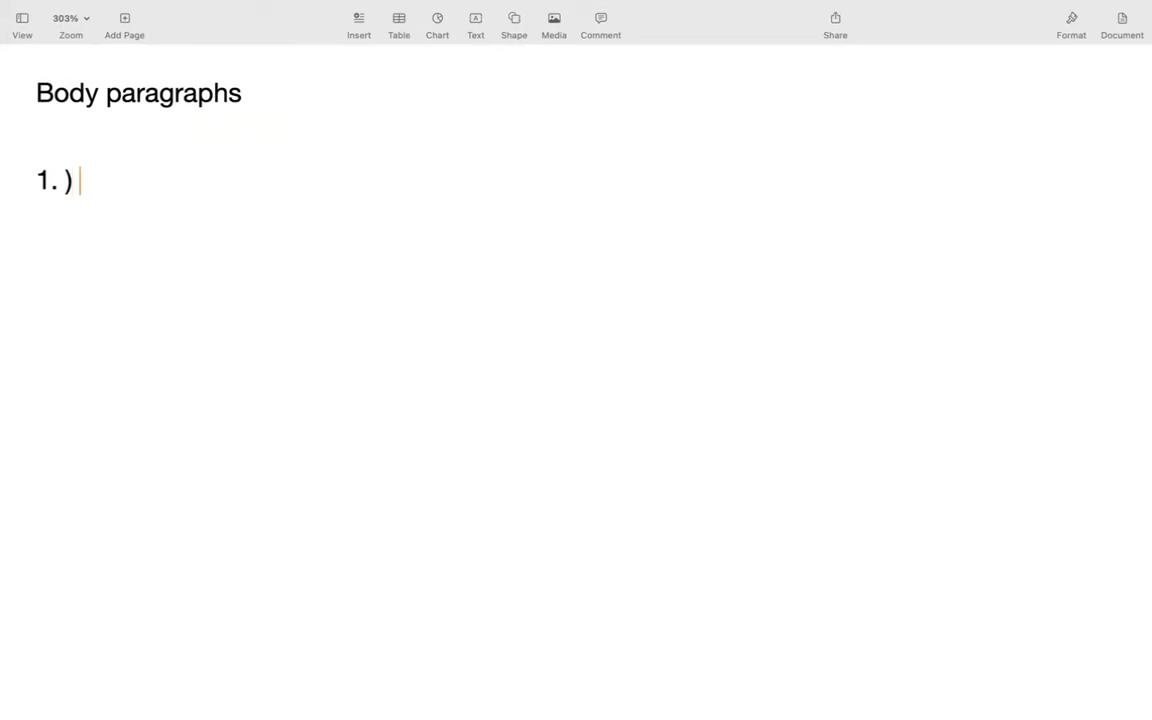 303%
View Zoom Add Page Insert Table Chart Text Shape Media Comment Share Format Document
Body paragraphs
1. )